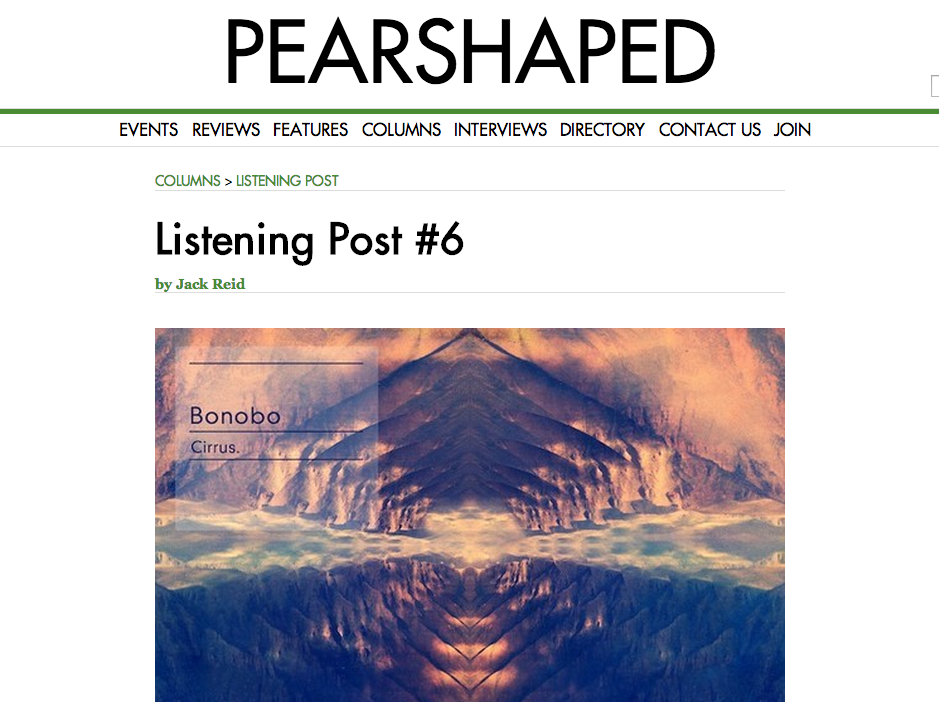 PEARSHAPED
EVENTS REVIEWS FEATURES COLUMNS INTERVIEWS DIRECTORY CONTACT US JOIN
COLUMNS > LISTENING POST
Listening Post #6
by Jack Reid
Bonobo
Cirrus.